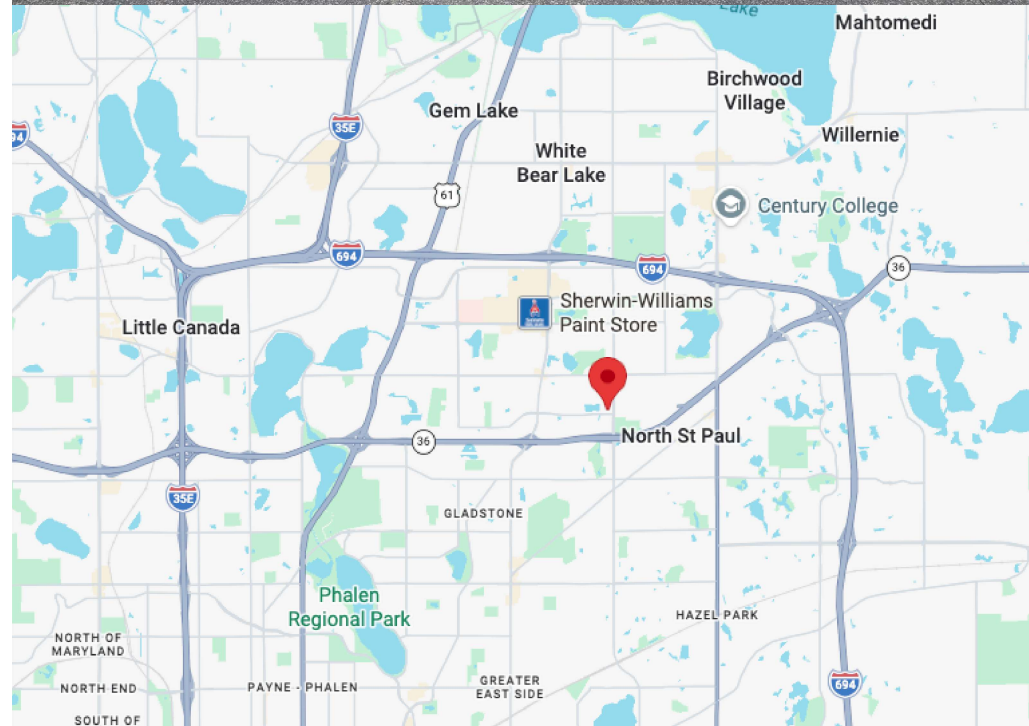 Lake
Mahtomedi
Birchwood
Village
35E
Gem Lake
94
White
Bear Lake
Willernie
61
Century College
694
694
36
Sherwin-Williams
Paint Store
Little Canada
36
North St Paul
35E
GLADSTONE
Phalen
Regional Park
HAZEL PARK
NORTH OF
MARYLAND
NORTH END
PAYNE - PHALEN
GREATER
EAST SIDE
694
SOUTH OF